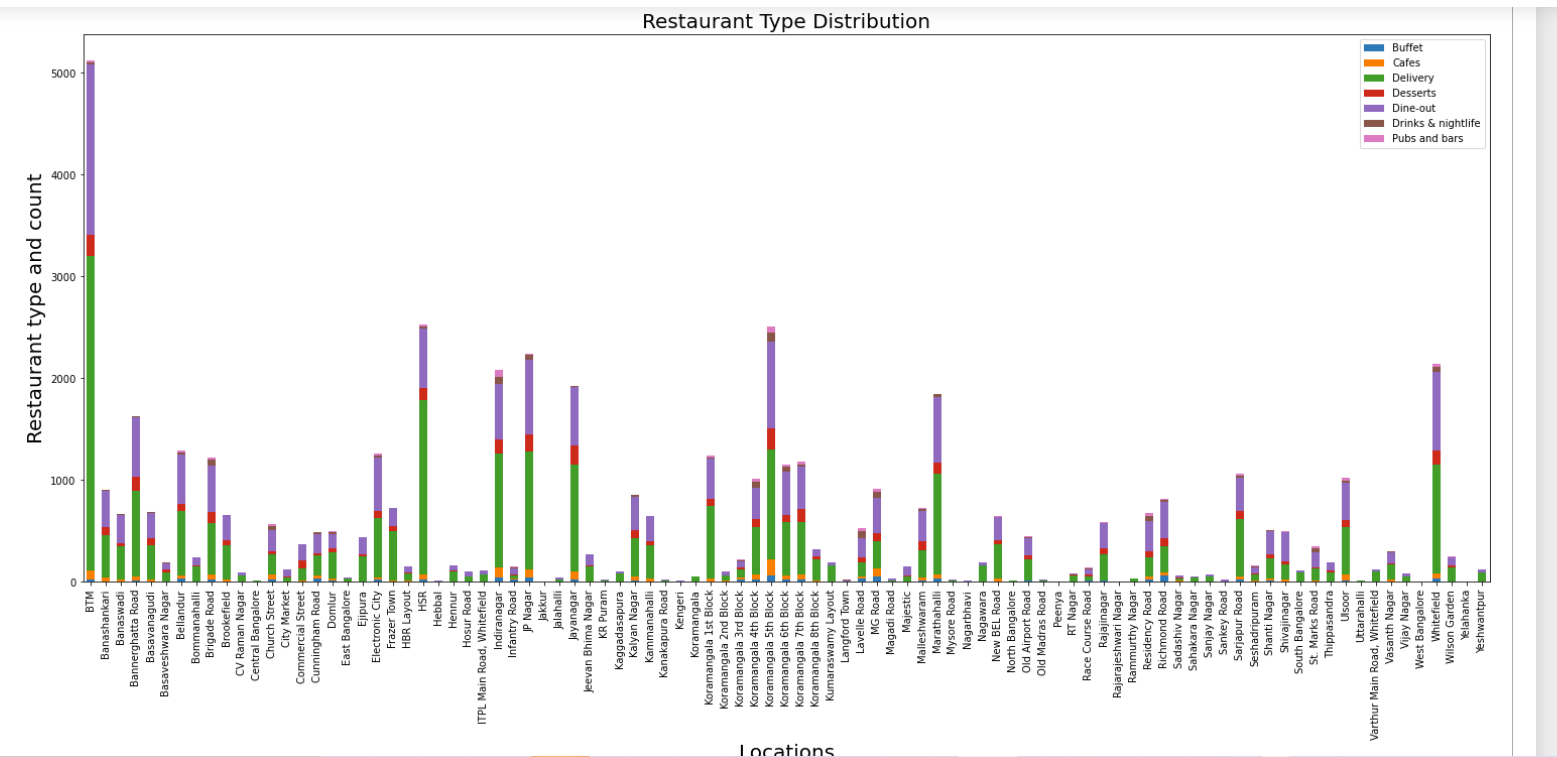 Restaurant Type Distribution
Restaurant type and count
5000
4000
3000
2000
1000
0
Buffet
Cafes
Delivery
Desserts
Dine-out
Drinks & nightlife
Pubs and bars
BTM
Banashankari
Banaswadi
Bannerghatta Road
Basavanagudi
Basaveshwara Nagar
Bellandur
Bommanahalli
Brigade Road
Brookefield
CV Raman Nagar
Central Bangalore
Church Street
City Market
Commercial Street
Cunningham Road
Domlur
East Bangalore
Ejipura
Electronic City
Frazer Town
HBR Layout
HSR
Hebbal
Hennur
Hosur Road
ITPL Main Road, Whitefield
Indiranagar
Infantry Road
JP Nagar
Jakkur
Jalahalli
Jayanagar
Jeevan Bhima Nagar
KR Puram
Kaggadasapura
Kalyan Nagar
Kammanahalli
Kanakapura Road
Kengeri
Koramangala
Koramangala 1st Block
Koramangala 2nd Block
Koramangala 3rd Block
Koramangala 4th Block
Koramangala 5th Block
Koramangala 6th Block
Koramangala 7th Block
Koramangala 8th Block
Kumaraswamy Layout
Langford Town
Lavelle Road
MG Road
Magadi Road
Majestic
Malleshwaram
Marathahalli
Mysore Road
Nagarbhavi
Nagawara
New BEL Road
North Bangalore
Old Airport Road
Old Madras Road
Peenya
RT Nagar
Race Course Road
Rajajinagar
Rajarajeshwari Nagar
Rammurthy Nagar
Residency Road
Richmond Road
Sadashiv Nagar
Sahakara Nagar
Sanjay Nagar
Sankey Road
Sarjapur Road
Seshadripuram
Shanti Nagar
Shivajinagar
South Bangalore
St. Marks Road
Thippasandra
Ulsoor
Uttarahalli
Varthur Main Road, Whitefield
Vasanth Nagar
Vijay Nagar
West Bangalore
Whitefield
Wilson Garden
Yelahanka
Yeshwantpur
Locations